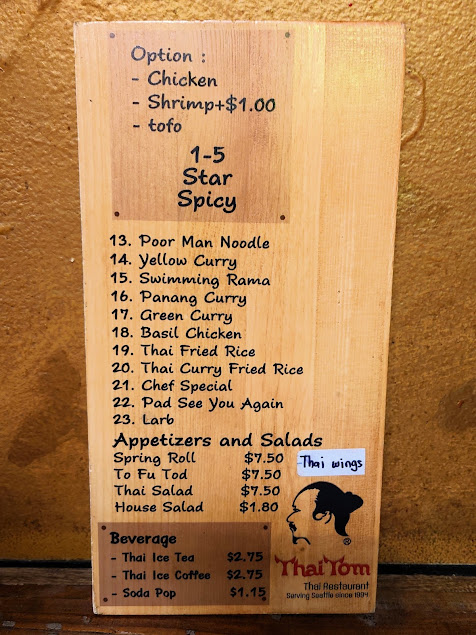 Option :
- Chicken
- Shrimp+$1.00
- tofo
1-5
Star
Spicy
13. Poor Man Noodle
14. Yellow Curry
15. Swimming Rama
16. Panang Curry
17. Green Curry
18. Basil Chicken
19. Thai Fried Rice
20. Thai Curry Fried Rice
21. Chef Special
22. Pad See You Again
23. Larb
Appetizers and Salads
Spring Roll $7.50
Thai wings
To Fu Tod $7.50
Thai Salad $7.50
House Salad $1.80
Beverage
- Thai Ice Tea $2.75
- Thai Ice Coffee $2.75
- Soda Pop $1.15
®
Thai Tom
Thai Restaurant
Serving Seattle since 1994